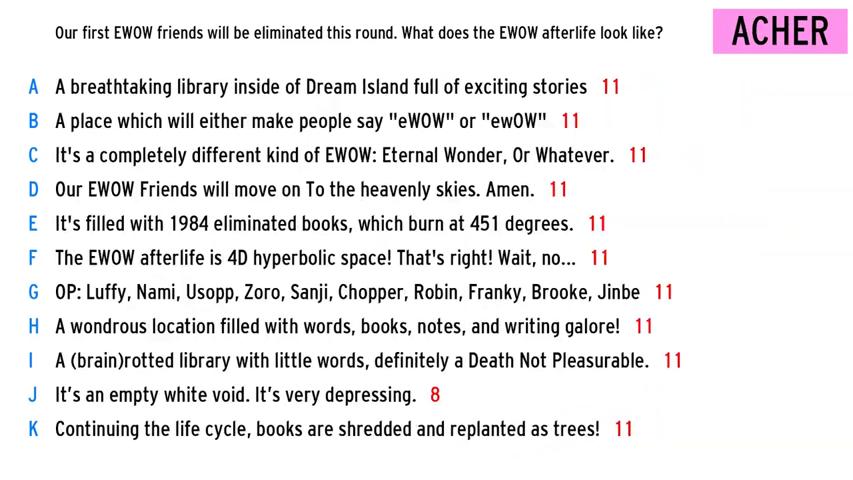 Our first EWOW friends will be eliminated this round. What does the EWOW afterlife look like?
ACHER
A A breathtaking library inside of Dream Island full of exciting stories 11
B A place which will either make people say "eWOW" or "ewOW" 11
C It's a completely different kind of EWOW: Eternal Wonder, Or Whatever. 11
D Our EWOW Friends will move on To the heavenly skies. Amen. 11
E It's filled with 1984 eliminated books, which burn at 451 degrees. 11
F The EWOW afterlife is 4D hyperbolic space! That's right! Wait, no... 11
G OP: Luffy, Nami, Usopp, Zoro, Sanji, Chopper, Robin, Franky, Brooke, Jinbe 11
H A wondrous location filled with words, books, notes, and writing galore! 11
I A (brain)rotted library with little words, definitely a Death Not Pleasurable. 11
J It’s an empty white void. It’s very depressing. 8
K Continuing the life cycle, books are shredded and replanted as trees! 11